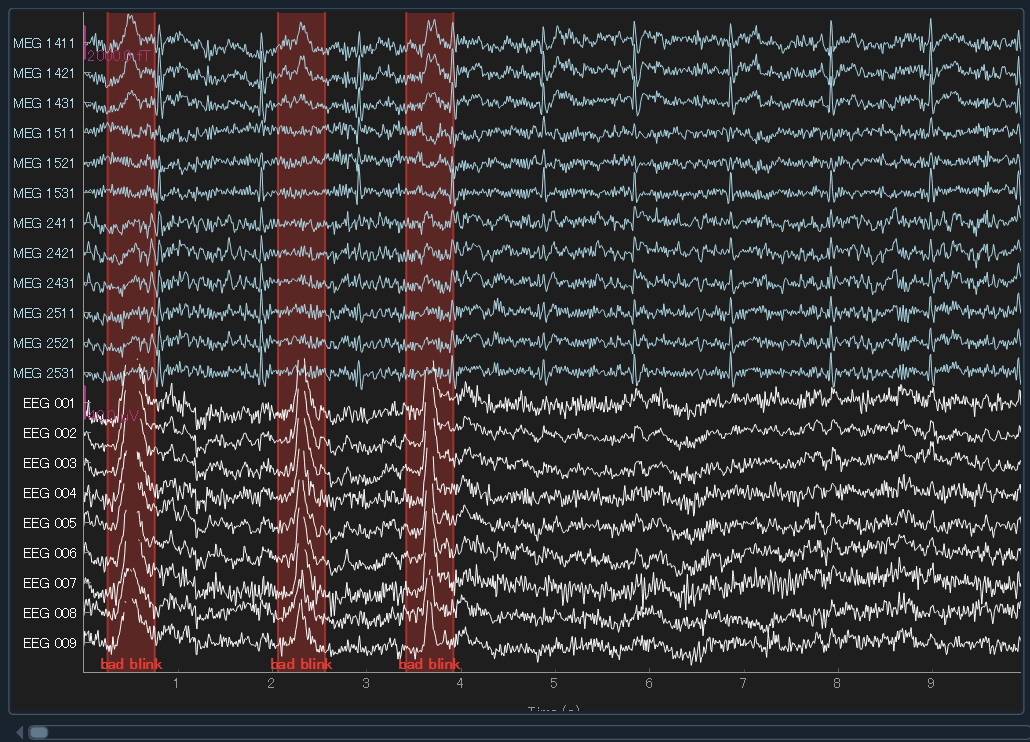 MEG 1411
2000.0 fT
MEG 1421
MEG 1431
MEG 1511
MEG 1521
MEG 1531
MEG 2411
MEG 2421
MEG 2431
MEG 2511
MEG 2521
MEG 2531
EEG 001
EEG 002
EEG 003
EEG 004
EEG 005
EEG 006
EEG 007
EEG 008
EEG 009
bad blink bad blink bad blink
1 2 3 4 5 6 7 8 9
Time (s)